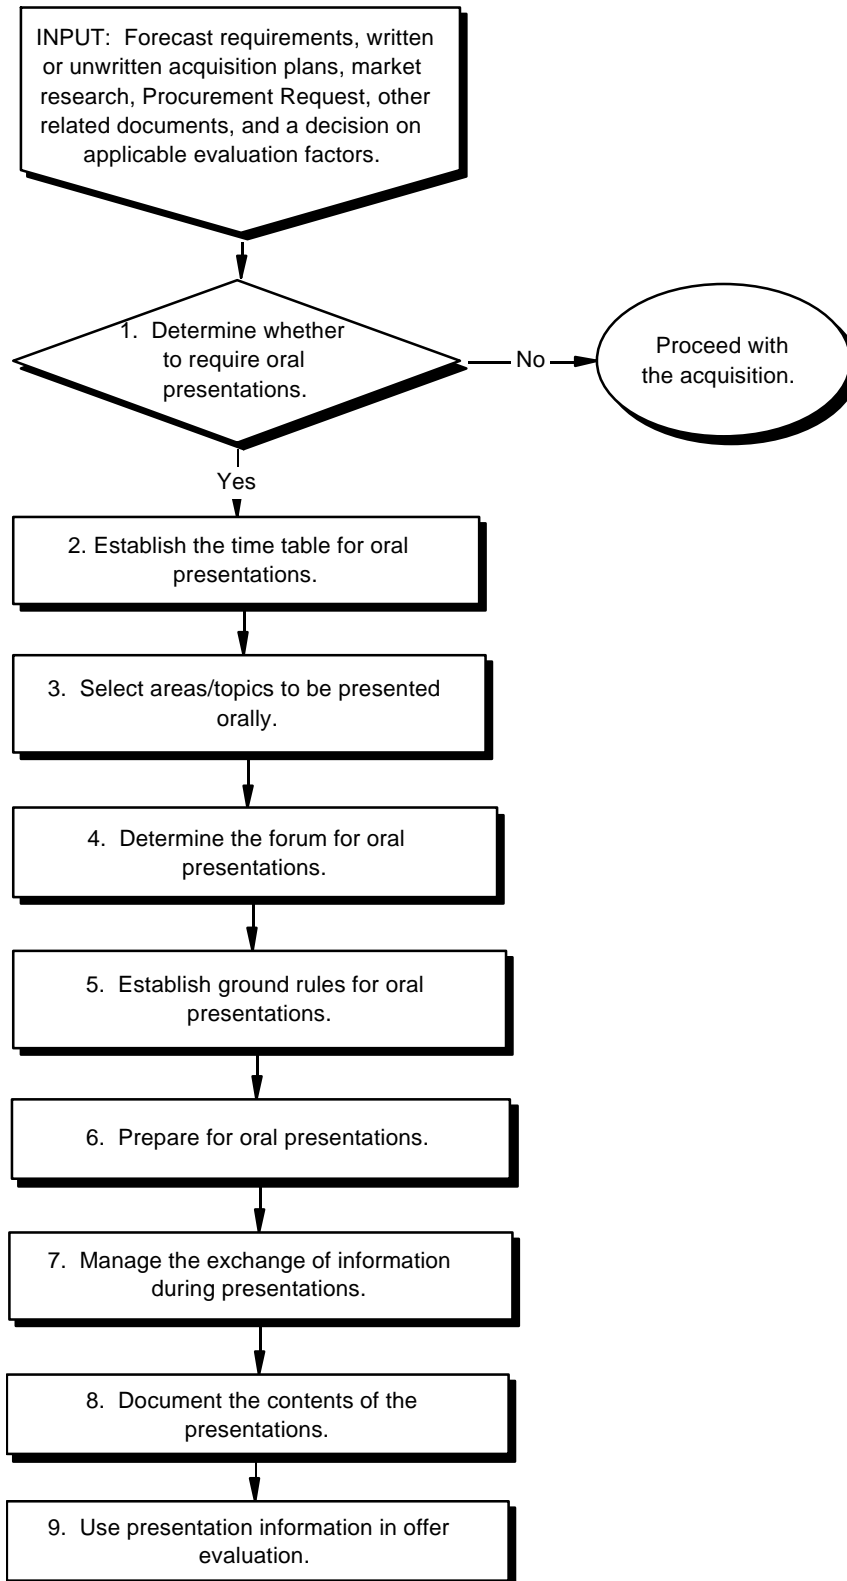 INPUT: Forecast requirements, written
or unwritten acquisition plans, market
research, Procurement Request, other
related documents, and a decision on
applicable evaluation factors.
1. Determine whether
to require oral
presentations.
No
Proceed with
the acquisition.
Yes
2. Establish the time table for oral
presentations.
3. Select areas/topics to be presented
orally.
4. Determine the forum for oral
presentations.
5. Establish ground rules for oral
presentations.
6. Prepare for oral presentations.
7. Manage the exchange of information
during presentations.
8. Document the contents of the
presentations.
9. Use presentation information in offer
evaluation.